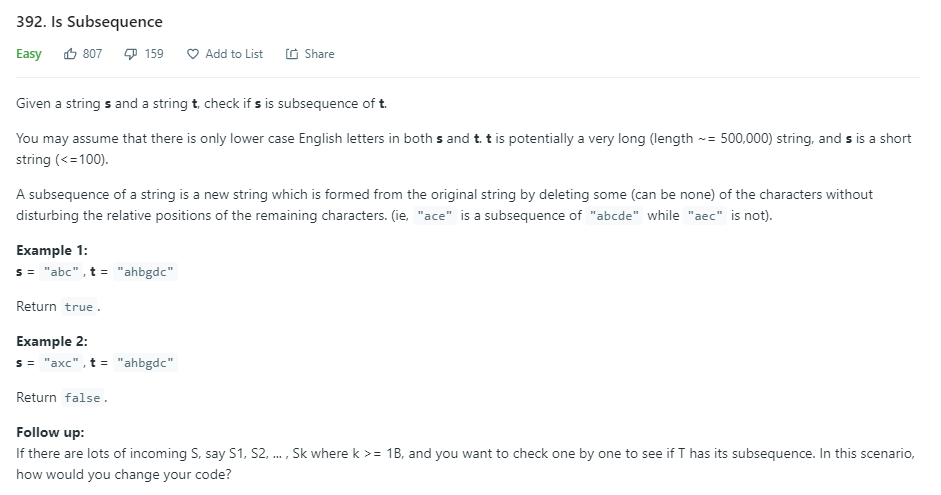 392. Is Subsequence
Easy 807 159 Add to List Share
Given a string s and a string t, check if s is subsequence of t.
You may assume that there is only lower case English letters in both s and t. t is potentially a very long (length ~= 500,000) string, and s is a short
string (<=100).
A subsequence of a string is a new string which is formed from the original string by deleting some (can be none) of the characters without
disturbing the relative positions of the remaining characters. (ie, "ace" is a subsequence of "abcde" while "aec" is not).
Example 1:
s = "abc", t = "ahbgdc"
Return true.
Example 2:
s = "axc", t = "ahbgdc"
Return false.
Follow up:
If there are lots of incoming S, say S1, S2, ... , Sk where k >= 1B, and you want to check one by one to see if T has its subsequence. In this scenario,
how would you change your code?